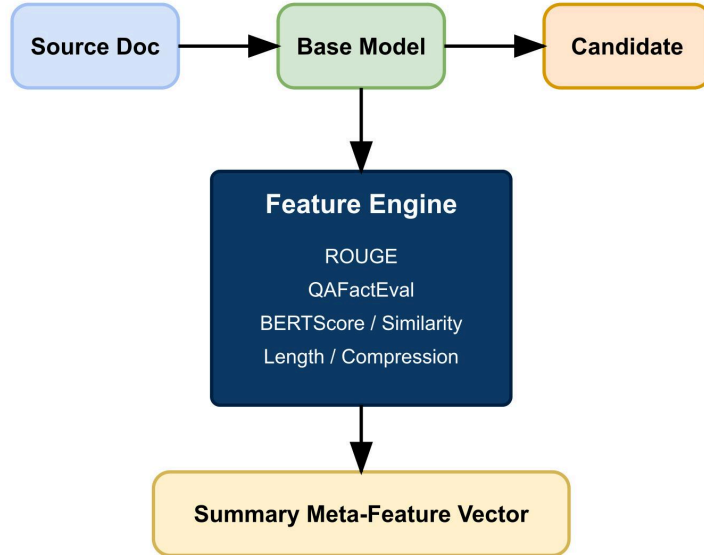 Source Doc
Base Model
Candidate
Feature Engine
ROUGE
QAFactEval
BERTScore / Similarity
Length / Compression
Summary Meta-Feature Vector